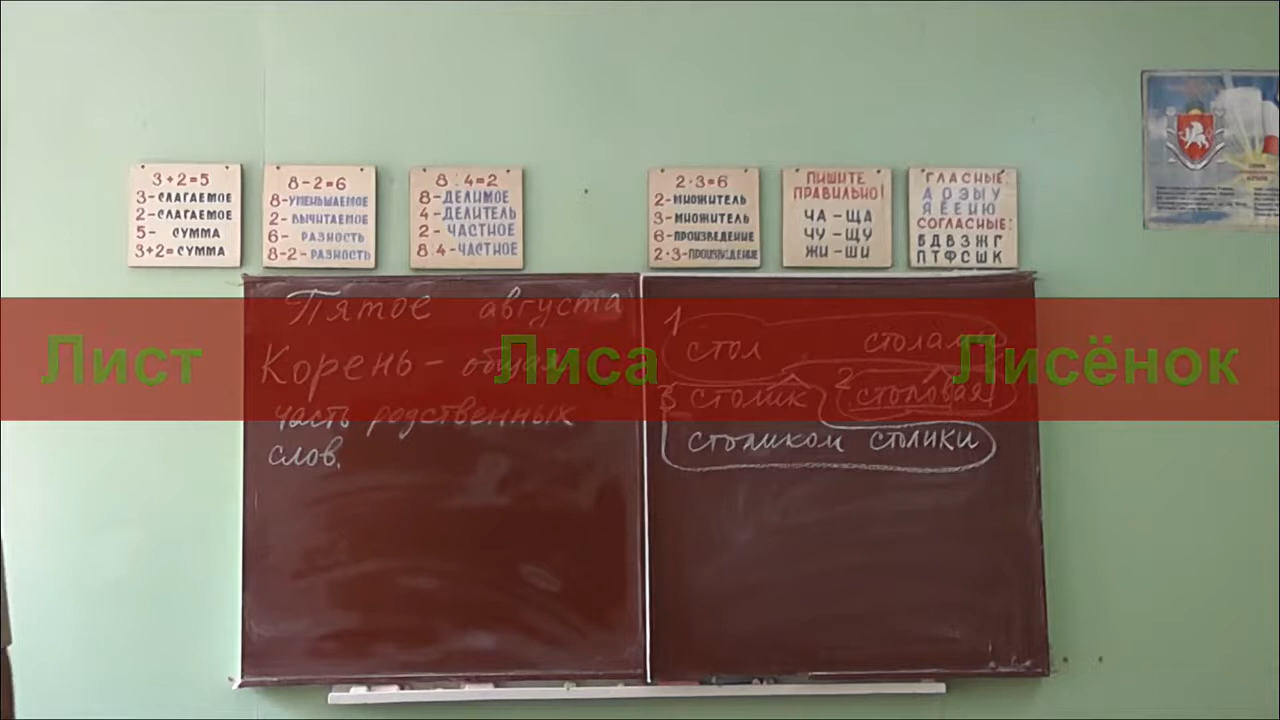 3+2=5
3-СЛАГАЕМОЕ
2-СЛАГАЕМОЕ
5- СУММА
3+2=СУММА
8-2=6
8-УМЕНЬШАЕМОЕ
2- ВЫЧИТАЕМОЕ
6- РАЗНОСТЬ
8-2-РАЗНОСТЬ
8:4=2
8-ДЕЛИМОЕ
4-ДЕЛИТЕЛЬ
2- ЧАСТНОЕ
8:4-ЧАСТНОЕ
2·3=6
2-МНОЖИТЕЛЬ
3-МНОЖИТЕЛЬ
6-ПРОИЗВЕДЕНИЕ
2·3-ПРОИЗВЕДЕНИЕ
ПИШИТЕ
ПРАВИЛЬНО!
ЧА-ЩА
ЧУ-ЩУ
ЖИ-ШИ
ГЛАСНЫЕ
А О Э Ы У
Я Ё Е И Ю
СОГЛАСНЫЕ:
Б Д В З Ж Г
П Т Ф С Ш К
Пятое августа
Корень - общая
часть родственных
слов.
1
стол столами
3 столик 2 столовая
столиком столики
Лист Лиса Лисёнок